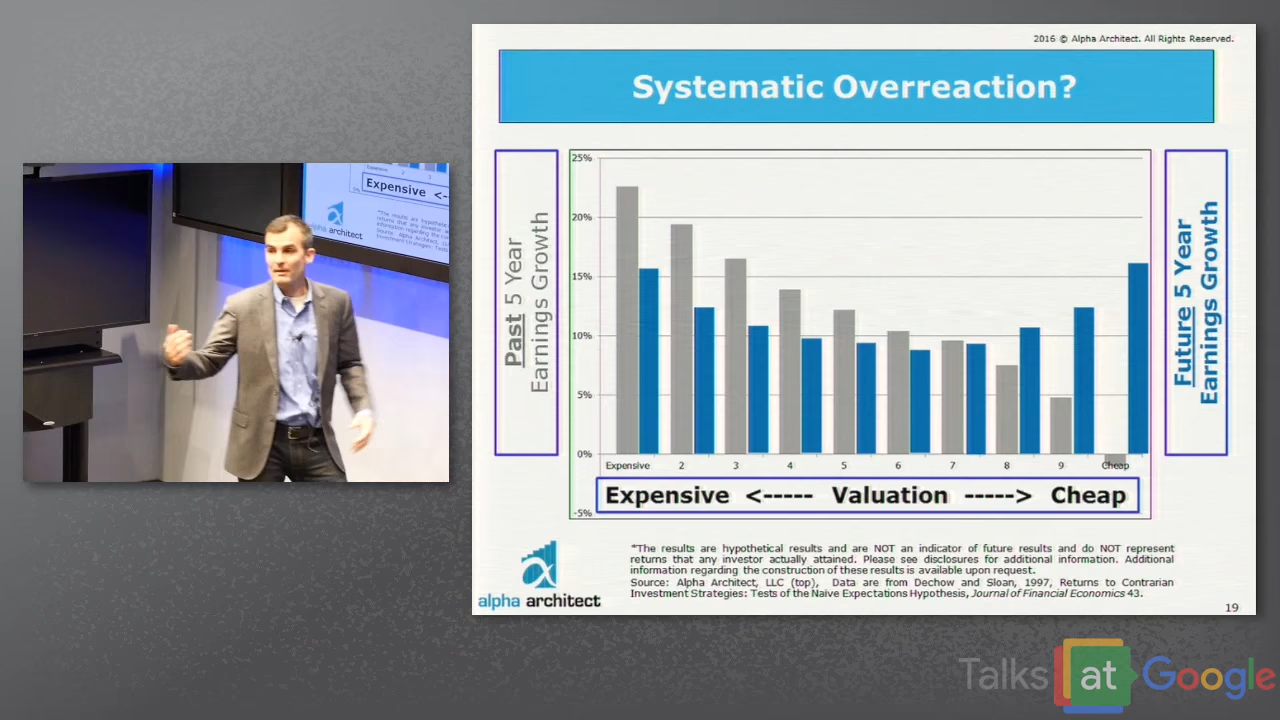 2016 © Alpha Architect. All Rights Reserved.
Systematic Overreaction?
Past 5 Year
Earnings Growth
25%
20%
15%
10%
5%
0%
-5%
Expensive 2 3 4 5 6 7 8 9 Cheap
Expensive <----- Valuation -----> Cheap
Future 5 Year
Earnings Growth
*The results are hypothetical results and are NOT an indicator of future results and do NOT represent
returns that any investor actually attained. Please see disclosures for additional information. Additional
information regarding the construction of these results is available upon request.
Source: Alpha Architect, LLC (top), Data are from Dechow and Sloan, 1997, Returns to Contrarian
Investment Strategies: Tests of the Naive Expectations Hypothesis, Journal of Financial Economics 43.
alpha architect
19
Expensive <-
alpha architect
Talks at Google